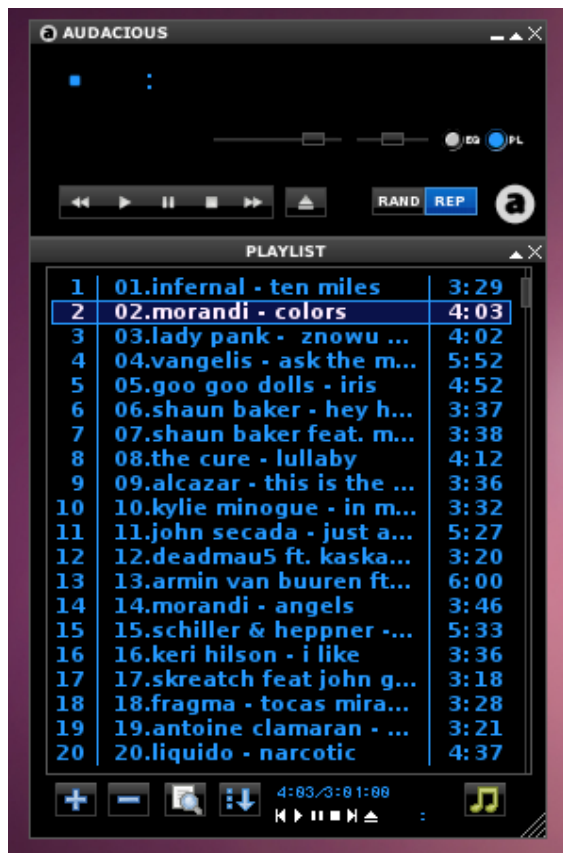 a AUDACIOUS
:
EQ PL
RAND REP a
PLAYLIST
1 01.infernal - ten miles 3:29
2 02.morandi - colors 4:03
3 03.lady pank - znowu ... 4:02
4 04.vangelis - ask the m... 5:52
5 05.goo goo dolls - iris 4:52
6 06.shaun baker - hey h... 3:37
7 07.shaun baker feat. m... 3:38
8 08.the cure - lullaby 4:12
9 09.alcazar - this is the ... 3:36
10 10.kylie minogue - in m... 3:32
11 11.john secada - just a... 5:27
12 12.deadmau5 ft. kaska... 3:20
13 13.armin van buuren ft... 6:00
14 14.morandi - angels 3:46
15 15.schiller & heppner -... 5:33
16 16.keri hilson - i like 3:36
17 17.skreatch feat john g... 3:18
18 18.fragma - tocas mira... 3:28
19 19.antoine clamaran - ... 3:21
20 20.liquido - narcotic 4:37
4:03/3:01:00
: